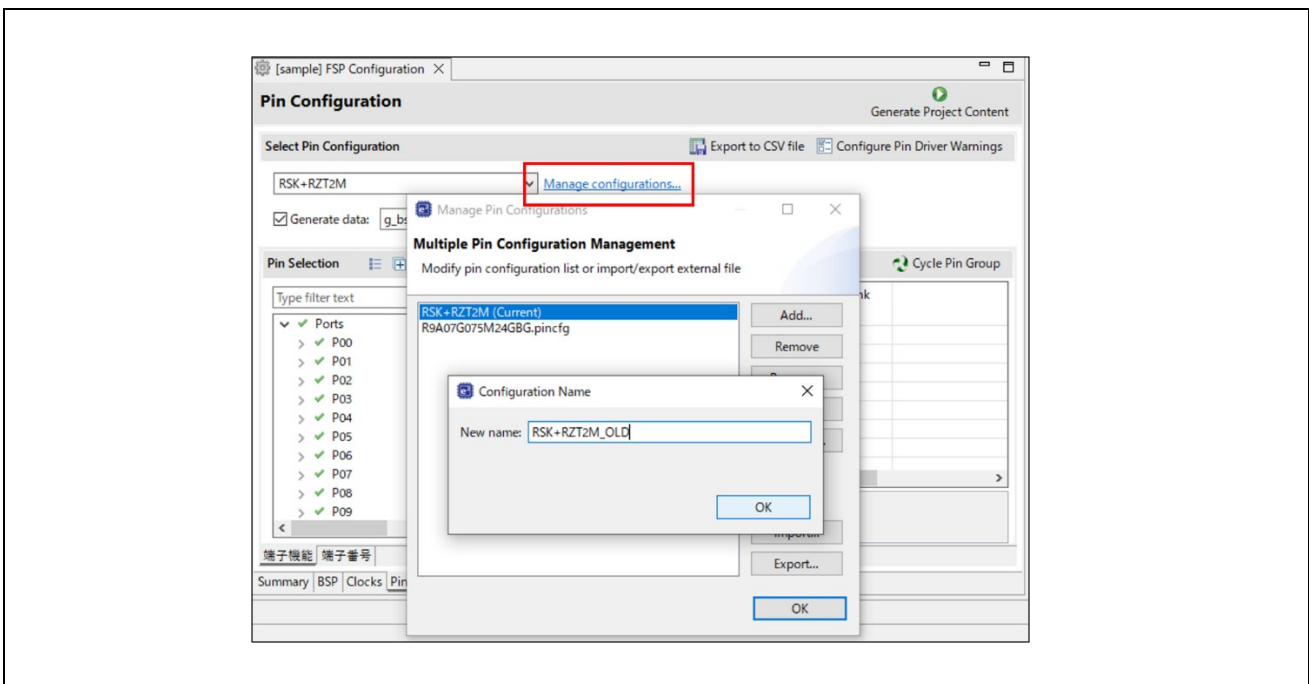 [sample] FSP Configuration
Pin Configuration
Generate Project Content
Select Pin Configuration
Export to CSV file
Configure Pin Driver Warnings
RSK+RZT2M
Manage configurations...
Generate data:
Manage Pin Configurations
Multiple Pin Configuration Management
Modify pin configuration list or import/export external file
Pin Selection
Cycle Pin Group
Type filter text
Ports
P00
P01
P02
P03
P04
P05
P06
P07
P08
P09
RSK+RZT2M (Current)
R9A07G075M24GBG.pincfg
Add...
Remove
Configuration Name
New name: RSK+RZT2M_OLD
OK
Import...
Export...
OK
端子機能 端子番号
Summary BSP Clocks Pin